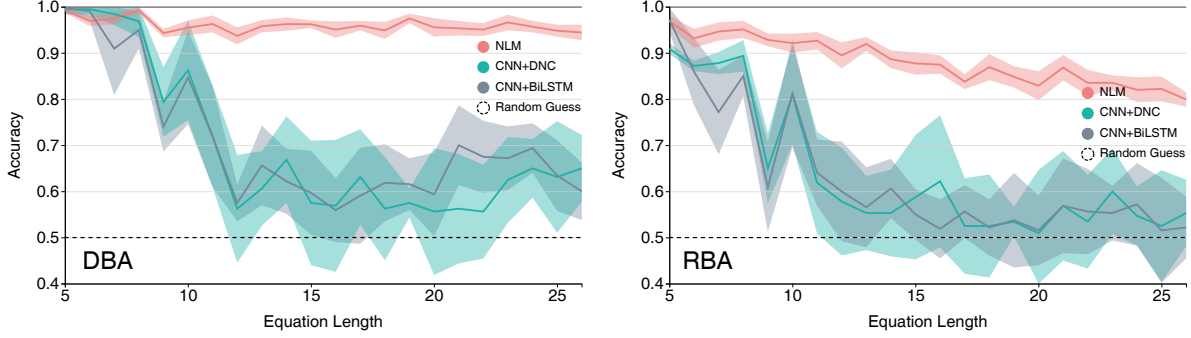 1.0
0.9
0.8
0.7
0.6
0.5
0.4
Accuracy
NLM
CNN+DNC
CNN+BiLSTM
Random Guess
DBA
5
10
15
20
25
Equation Length
1.0
0.9
0.8
0.7
0.6
0.5
0.4
Accuracy
NLM
CNN+DNC
CNN+BiLSTM
Random Guess
RBA
5
10
15
20
25
Equation Length